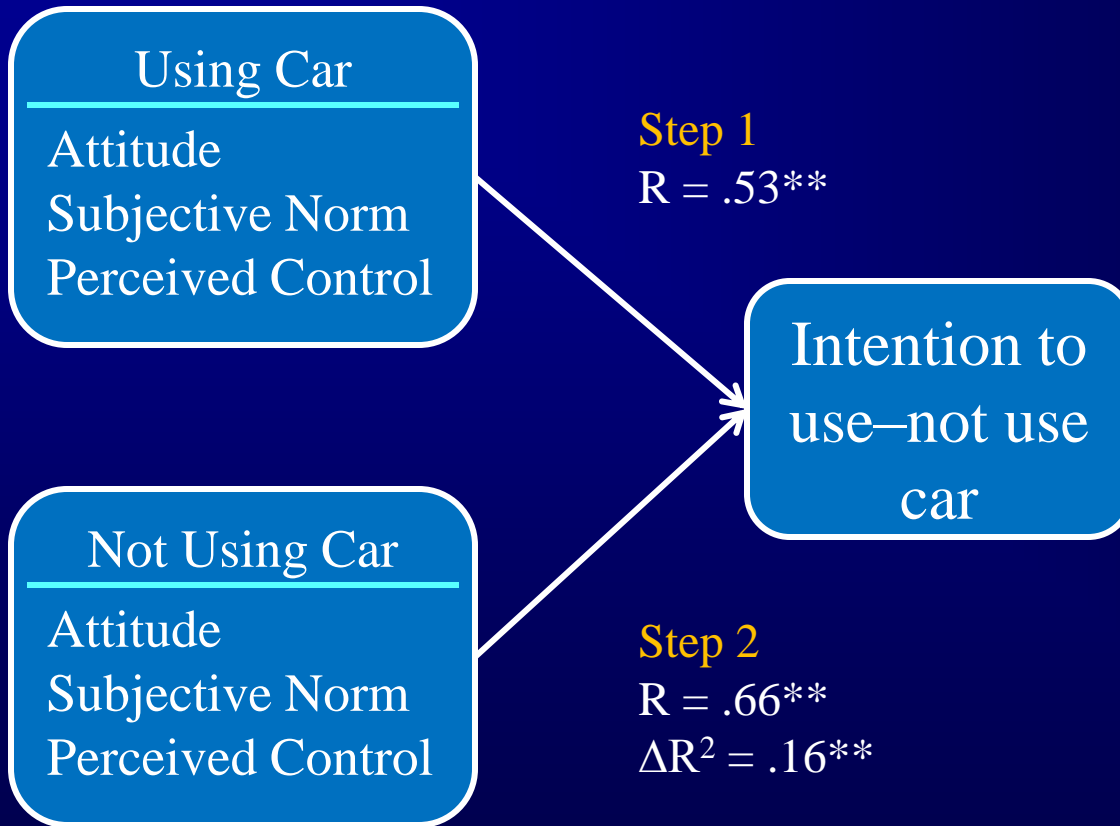 Using Car
Attitude
Subjective Norm
Perceived Control
Step 1
R = .53**
Intention to
use–not use
car
Not Using Car
Attitude
Subjective Norm
Perceived Control
Step 2
R = .66**
ΔR² = .16**